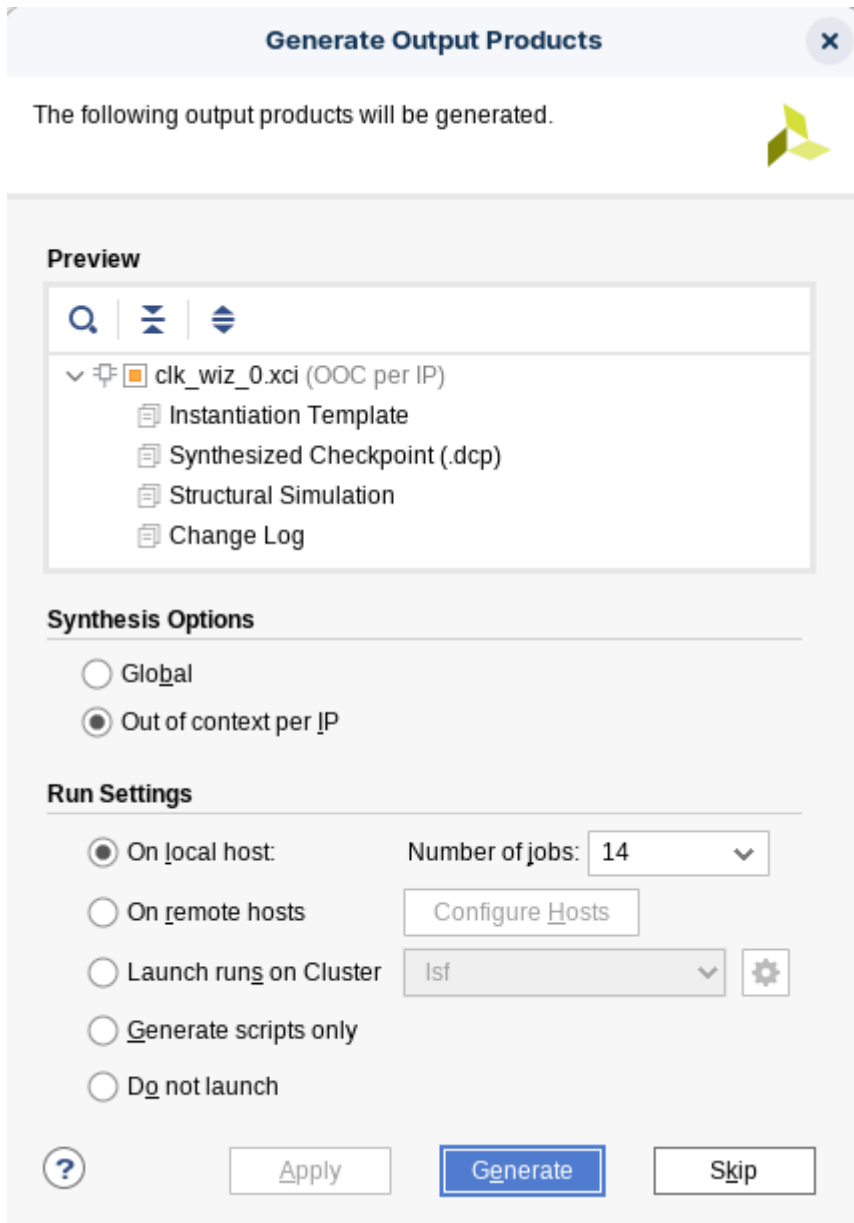 Generate Output Products
The following output products will be generated.
Preview
clk_wiz_0.xci (OOC per IP)
Instantiation Template
Synthesized Checkpoint (.dcp)
Structural Simulation
Change Log
Synthesis Options
Global
Out of context per IP
Run Settings
On local host: Number of jobs: 14
On remote hosts Configure Hosts
Launch runs on Cluster lsf
Generate scripts only
Do not launch
? Apply Generate Skip